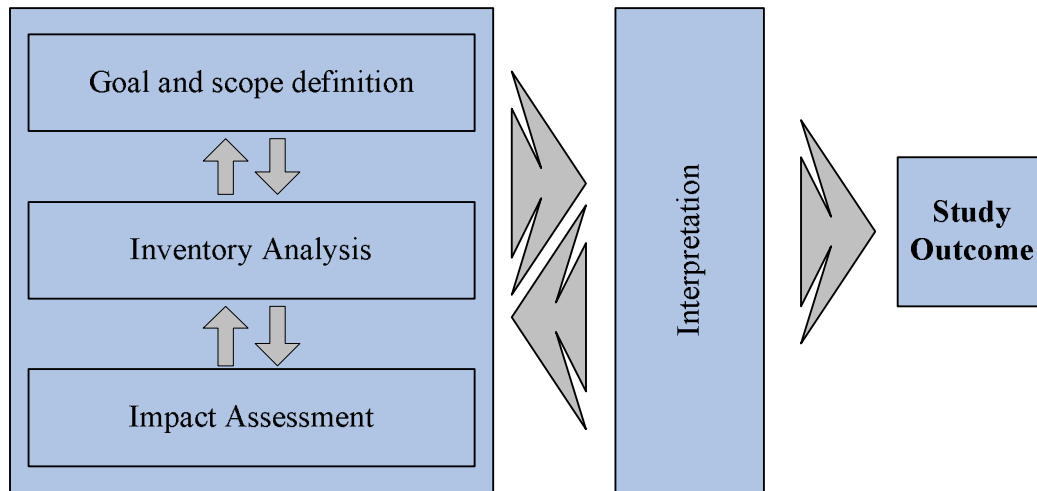 Goal and scope definition
Inventory Analysis
Impact Assessment
Interpretation
Study
Outcome